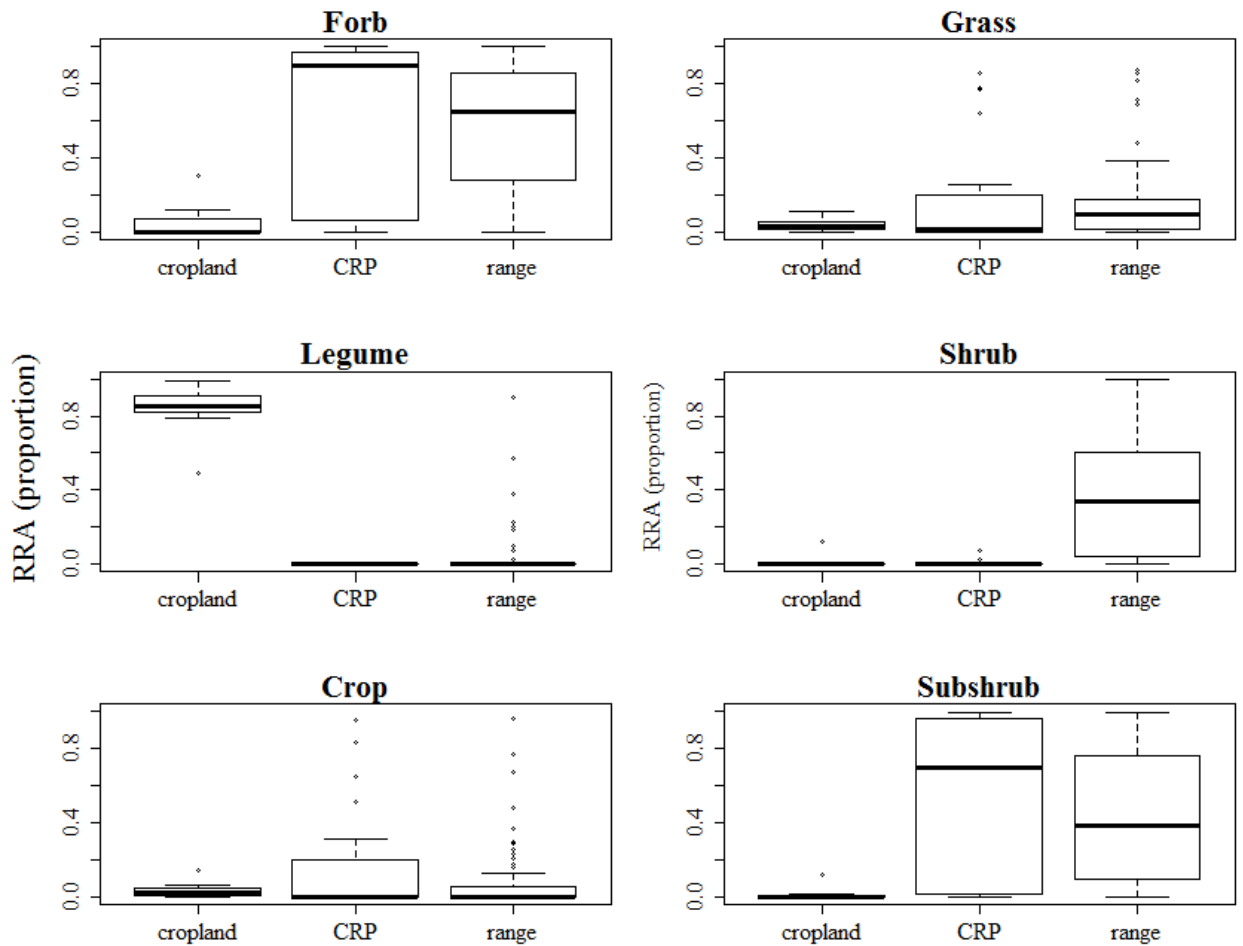 Forb
0.8
0.4
0.0
cropland CRP range
Grass
0.8
0.4
0.0
cropland CRP range
RRA (proportion)
Legume
0.8
0.4
0.0
cropland CRP range
RRA (proportion)
Shrub
0.8
0.4
0.0
cropland CRP range
Crop
0.8
0.4
0.0
cropland CRP range
Subshrub
0.8
0.4
0.0
cropland CRP range